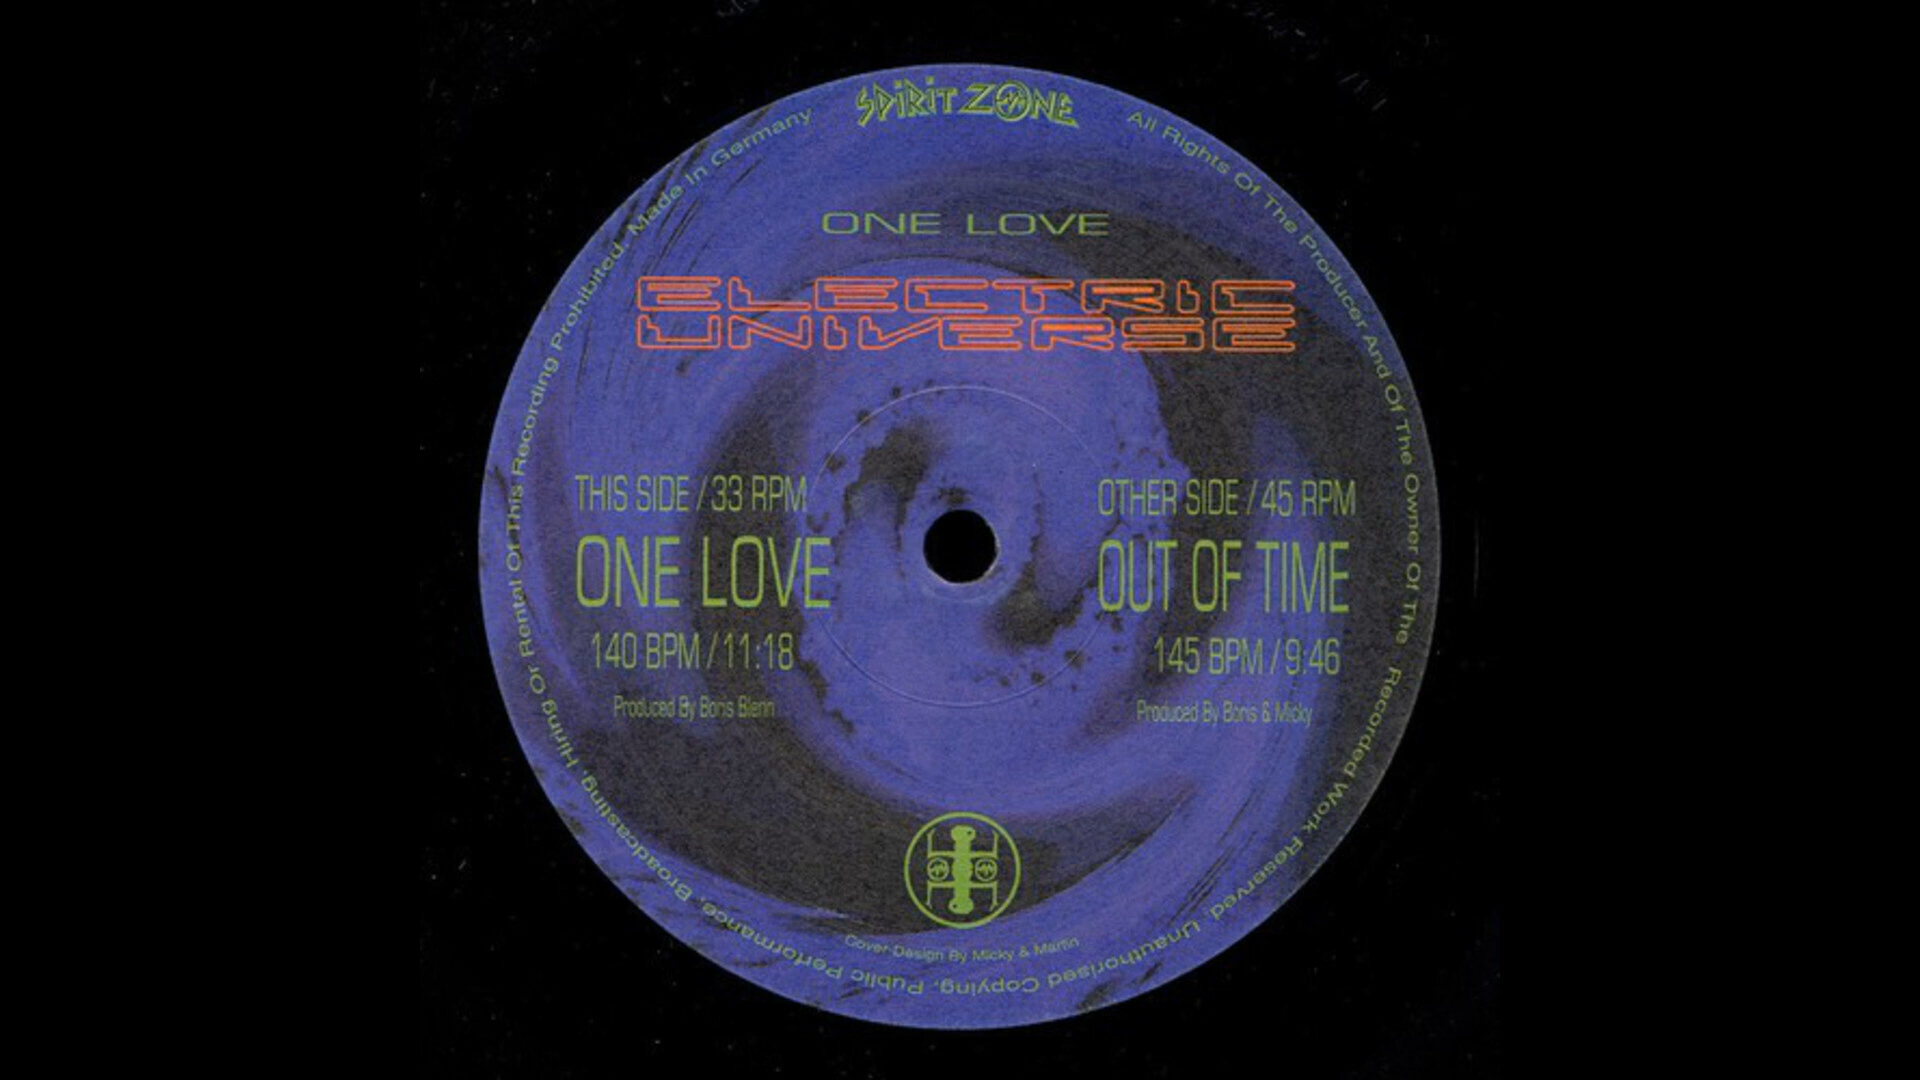 SPIRIT ZONE
ONE LOVE
ELECTRIC
UNIVERSE
THIS SIDE / 33 RPM
ONE LOVE
140 BPM / 11:18
Produced By Boris Blenn
OTHER SIDE / 45 RPM
OUT OF TIME
145 BPM / 9:46
Produced By Boris & Micky
Cover Design By Micky & Martin
All Rights Of The Producer And Of The Owner Of The Recorded Work Reserved. Unauthorised Copying, Public Performance, Broadcasting, Hiring Or Rental Of This Recording Prohibited. Made In Germany